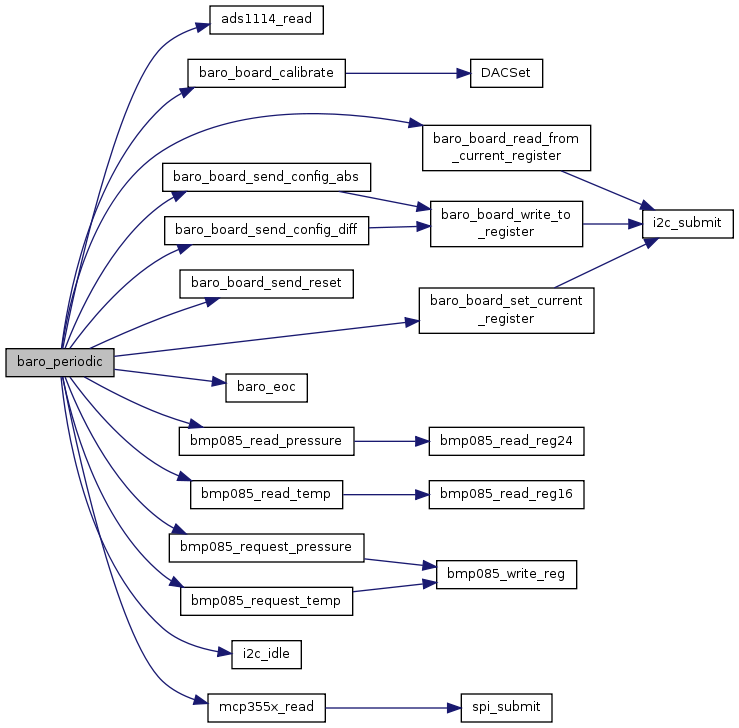 ads1114_read
baro_board_calibrate
DACSet
baro_board_read_from
_current_register
baro_board_send_config_abs
baro_board_write_to
_register
i2c_submit
baro_board_send_config_diff
baro_board_send_reset
baro_board_set_current
_register
baro_periodic
baro_eoc
bmp085_read_pressure
bmp085_read_reg24
bmp085_read_temp
bmp085_read_reg16
bmp085_request_pressure
bmp085_write_reg
bmp085_request_temp
i2c_idle
mcp355x_read
spi_submit